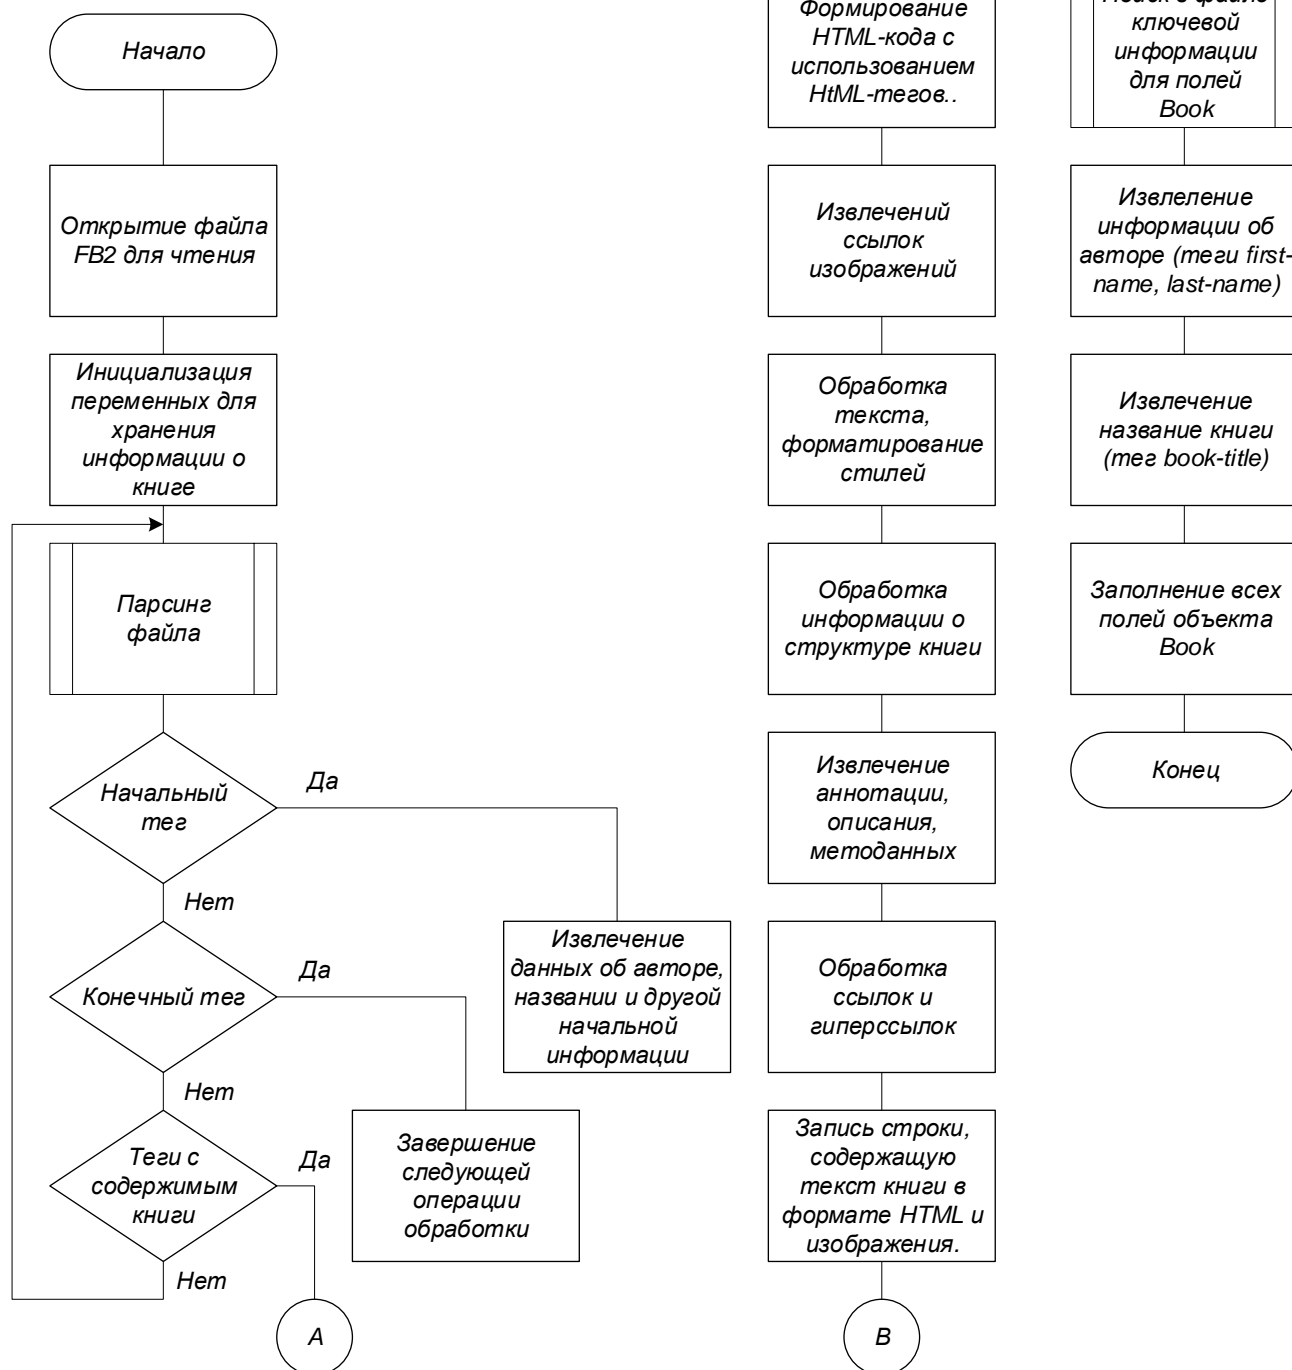 Начало
Открытие файла
FB2 для чтения
Инициализация
переменных для
хранения
информации о
книге
Парсинг
файла
Начальный
тег
Да
Нет
Конечный тег
Да
Нет
Теги с
содержимым
книги
Да
Нет
Извлечение
данных об авторе,
названии и другой
начальной
информации
Завершение
следующей
операции
обработки
А
Формирование
HTML-кода с
использованием
HtML-тегов..
Извлечений
ссылок
изображений
Обработка
текста,
форматирование
стилей
Обработка
информации о
структуре книги
Извлечение
аннотации,
описания,
методанных
Обработка
ссылок и
гиперссылок
Запись строки,
содержащую
текст книги в
формате HTML и
изображения.
В
ключевой
информации
для полей
Book
Извлеление
информации об
авторе (теги first-
name, last-name)
Извлечение
название книги
(тег book-title)
Заполнение всех
полей объекта
Book
Конец